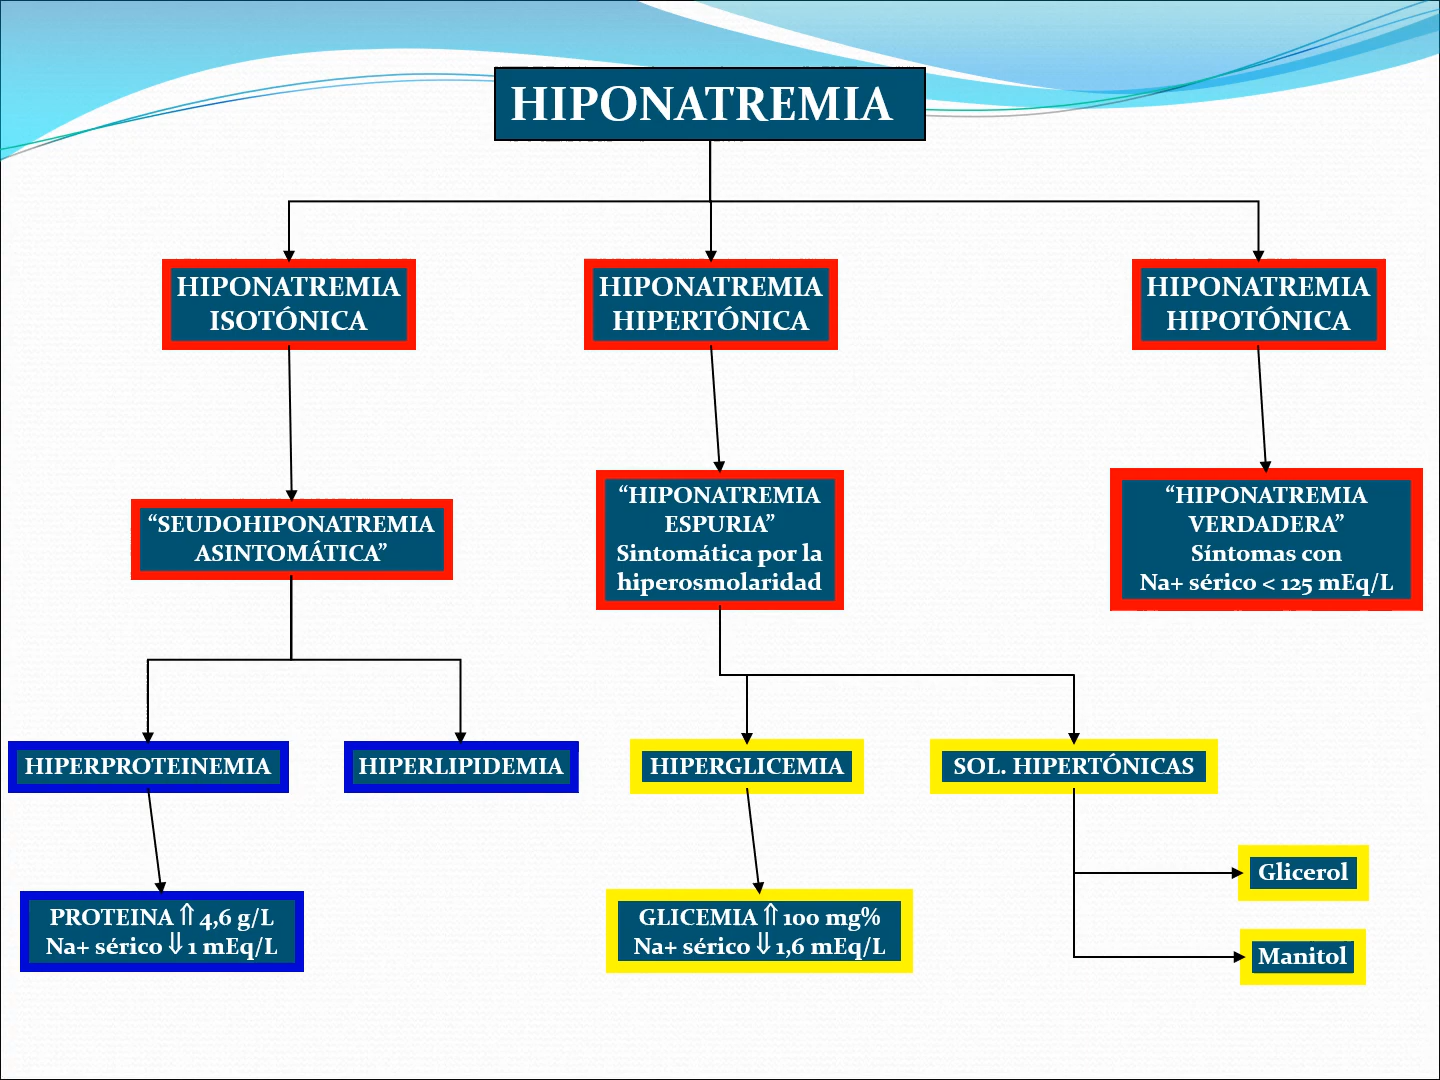 HIPONATREMIA
HIPONATREMIA
ISOTÓNICA
HIPONATREMIA
HIPERTÓNICA
HIPONATREMIA
HIPOTÓNICA
“SEUDOHIPONATREMIA
ASINTOMÁTICA”
“HIPONATREMIA
ESPURIA”
Sintomática por la
hiperosmolaridad
“HIPONATREMIA
VERDADERA”
Síntomas con
Na+ sérico < 125 mEq/L
HIPERPROTEINEMIA
HIPERLIPIDEMIA
HIPERGLICEMIA
SOL. HIPERTÓNICAS
PROTEINA ⇑ 4,6 g/L
Na+ sérico ⇓ 1 mEq/L
GLICEMIA ⇑ 100 mg%
Na+ sérico ⇓ 1,6 mEq/L
Glicerol
Manitol